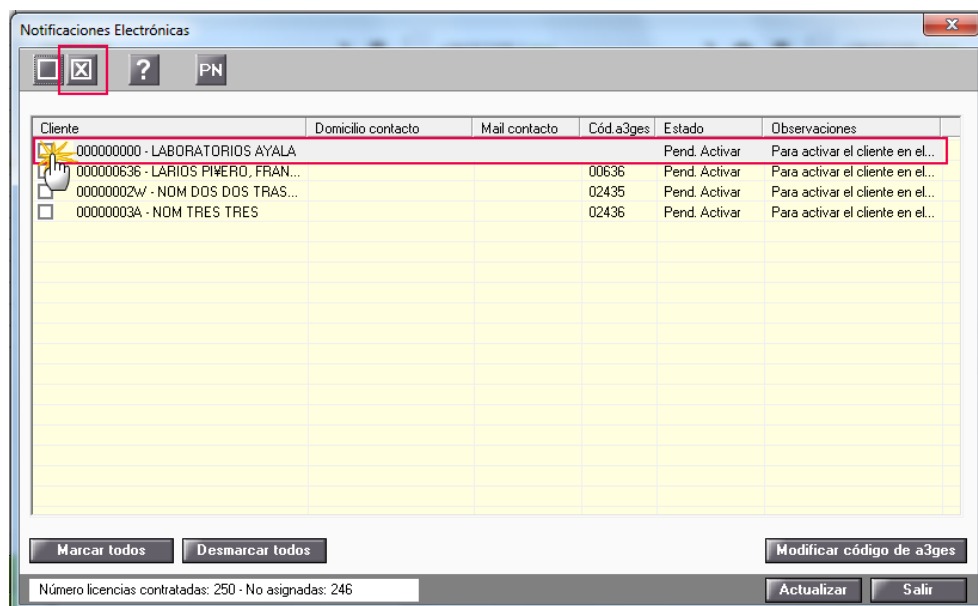 Notificaciones Electrónicas
x
? PN
Cliente Domicilio contacto Mail contacto Cód.a3ges Estado Observaciones
000000000 - LABORATORIOS AYALA Pend. Activar Para activar el cliente en el...
000000636 - LARIOS PI¥ERO, FRAN... 00636 Pend. Activar Para activar el cliente en el...
00000002W - NOM DOS DOS TRAS... 02435 Pend. Activar Para activar el cliente en el...
00000003A - NOM TRES TRES 02436 Pend. Activar Para activar el cliente en el...
Marcar todos Desmarcar todos Modificar código de a3ges
Número licencias contratadas: 250 - No asignadas: 246 Actualizar Salir